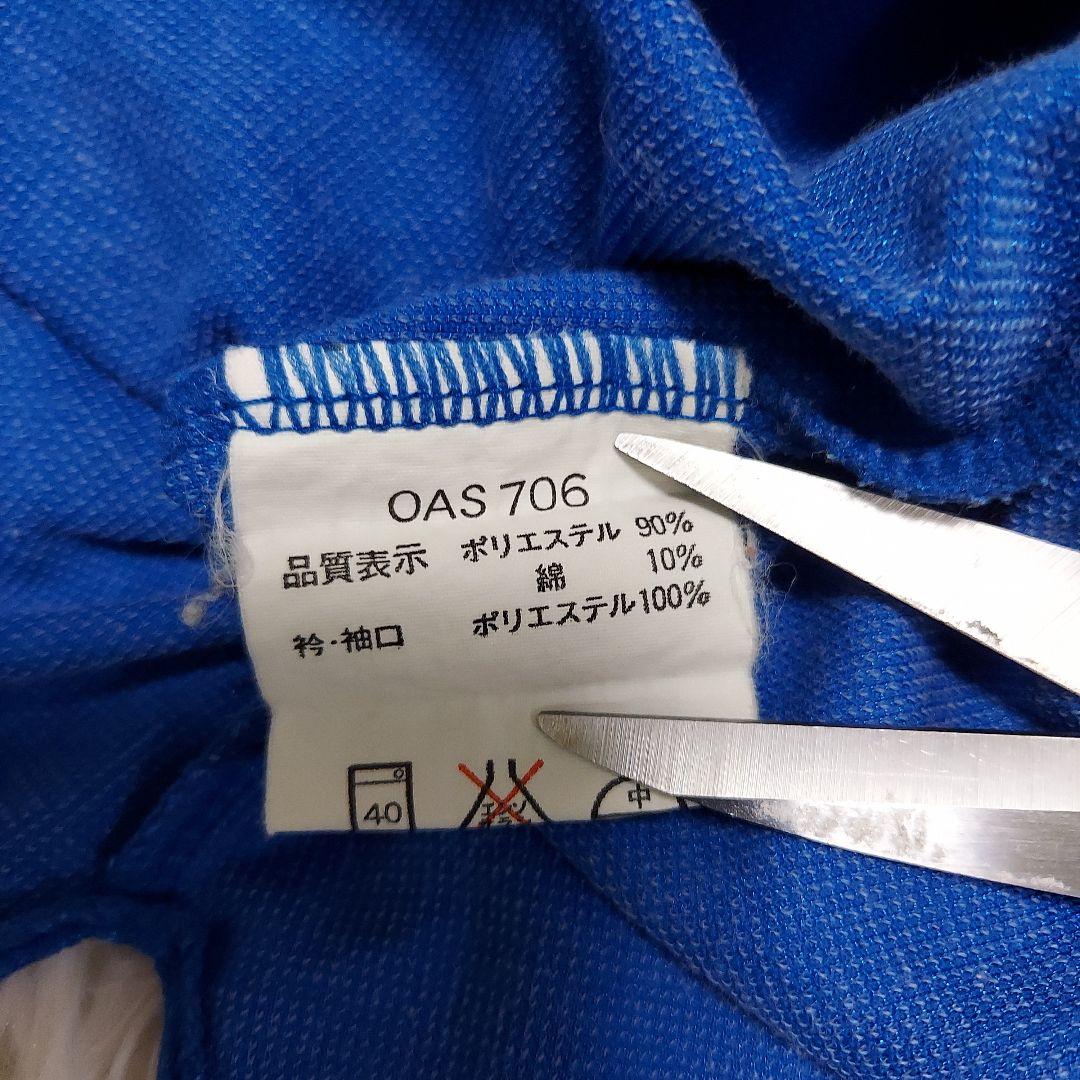 OAS 706
品質表示 ポリエステル 90%
綿 10%
衿・袖口 ポリエステル100%
40 中